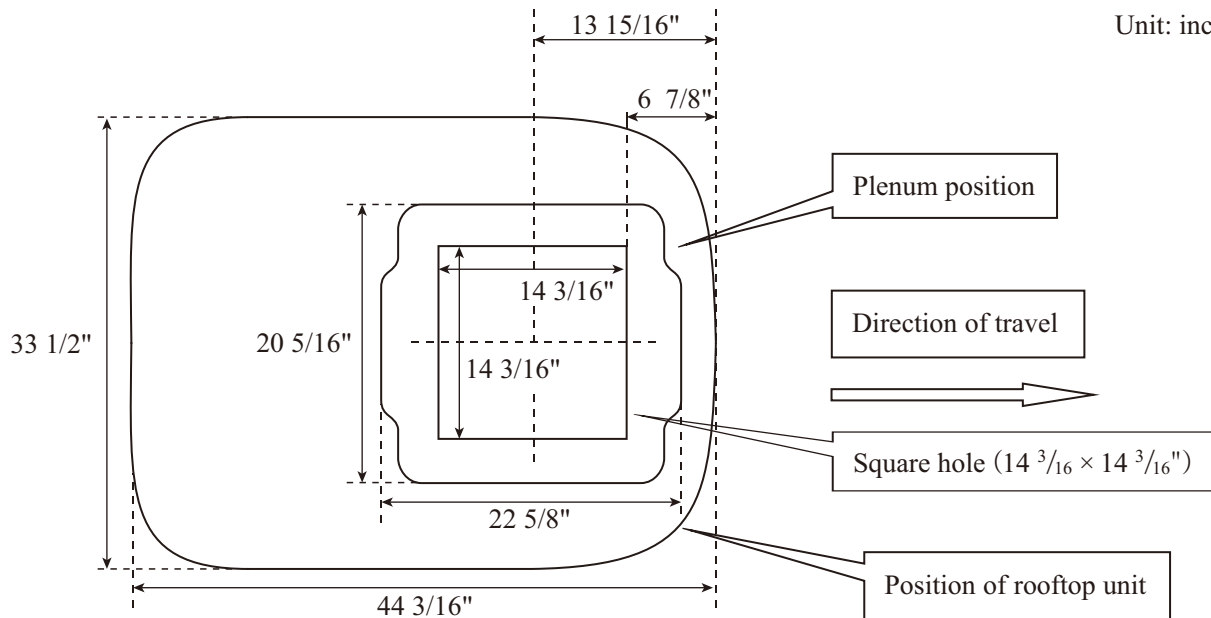 13 15/16"
Unit: inc
6 7/8"
Plenum position
14 3/16"
Direction of travel
33 1/2"
20 5/16"
14 3/16"
Square hole (14 3/16 × 14 3/16")
22 5/8"
Position of rooftop unit
44 3/16"